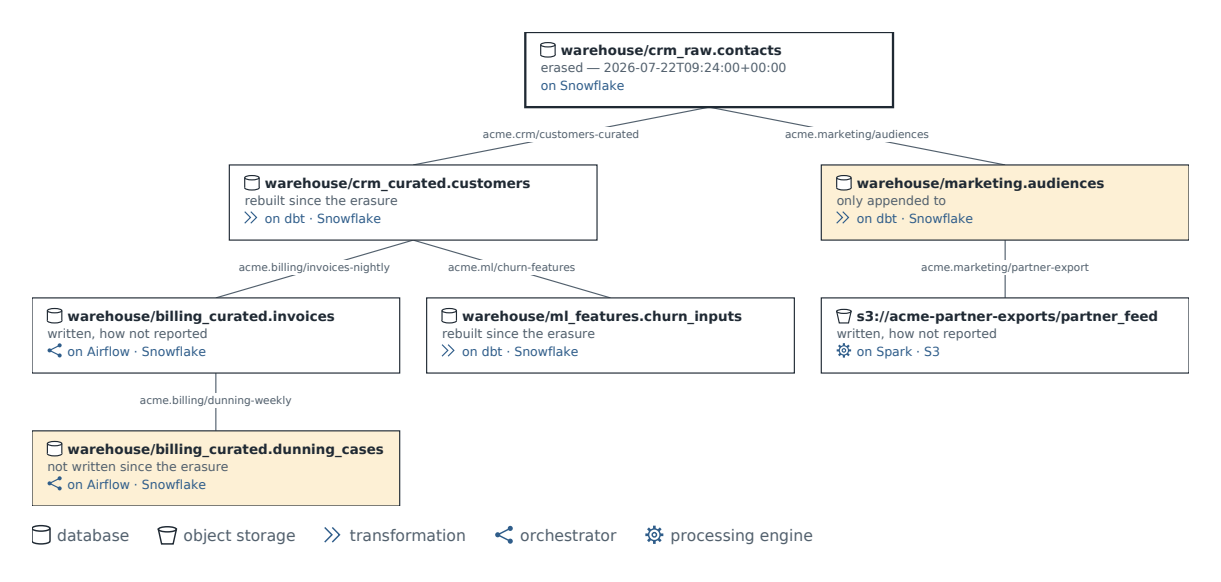 warehouse/crm_raw.contacts
erased — 2026-07-22T09:24:00+00:00
on Snowflake
acme.crm/customers-curated
acme.marketing/audiences
warehouse/crm_curated.customers
rebuilt since the erasure
on dbt · Snowflake
warehouse/marketing.audiences
only appended to
on dbt · Snowflake
acme.billing/invoices-nightly
acme.ml/churn-features
acme.marketing/partner-export
warehouse/billing_curated.invoices
written, how not reported
on Airflow · Snowflake
warehouse/ml_features.churn_inputs
rebuilt since the erasure
on dbt · Snowflake
s3://acme-partner-exports/partner_feed
written, how not reported
on Spark · S3
acme.billing/dunning-weekly
warehouse/billing_curated.dunning_cases
not written since the erasure
on Airflow · Snowflake
database
object storage
transformation
orchestrator
processing engine